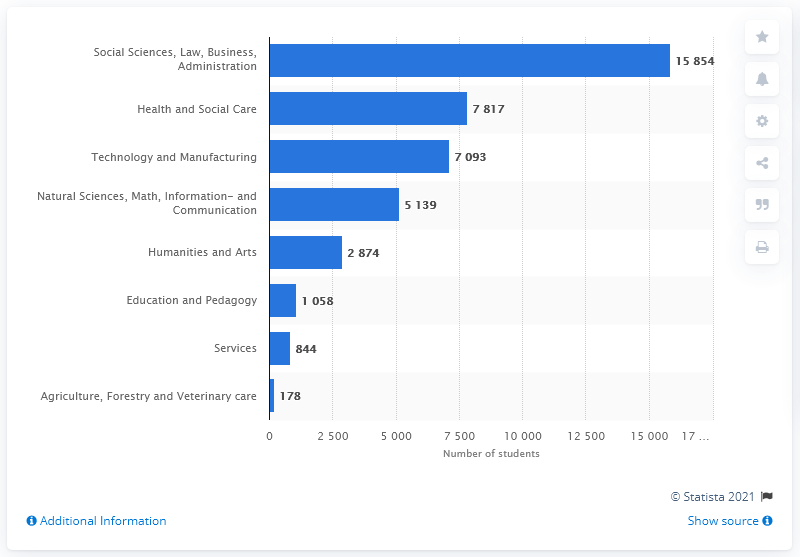 Social Sciences, Law, Business,
Administration
15 854
Health and Social Care
7 817
Technology and Manufacturing
7 093
Natural Sciences, Math, Information- and
Communication
5 139
Humanities and Arts
2 874
Education and Pedagogy
1 058
Services
844
Agriculture, Forestry and Veterinary care
178
0 2 500 5 000 7 500 10 000 12 500 15 000 17 ...
Number of students
© Statista 2021
Additional Information
Show source